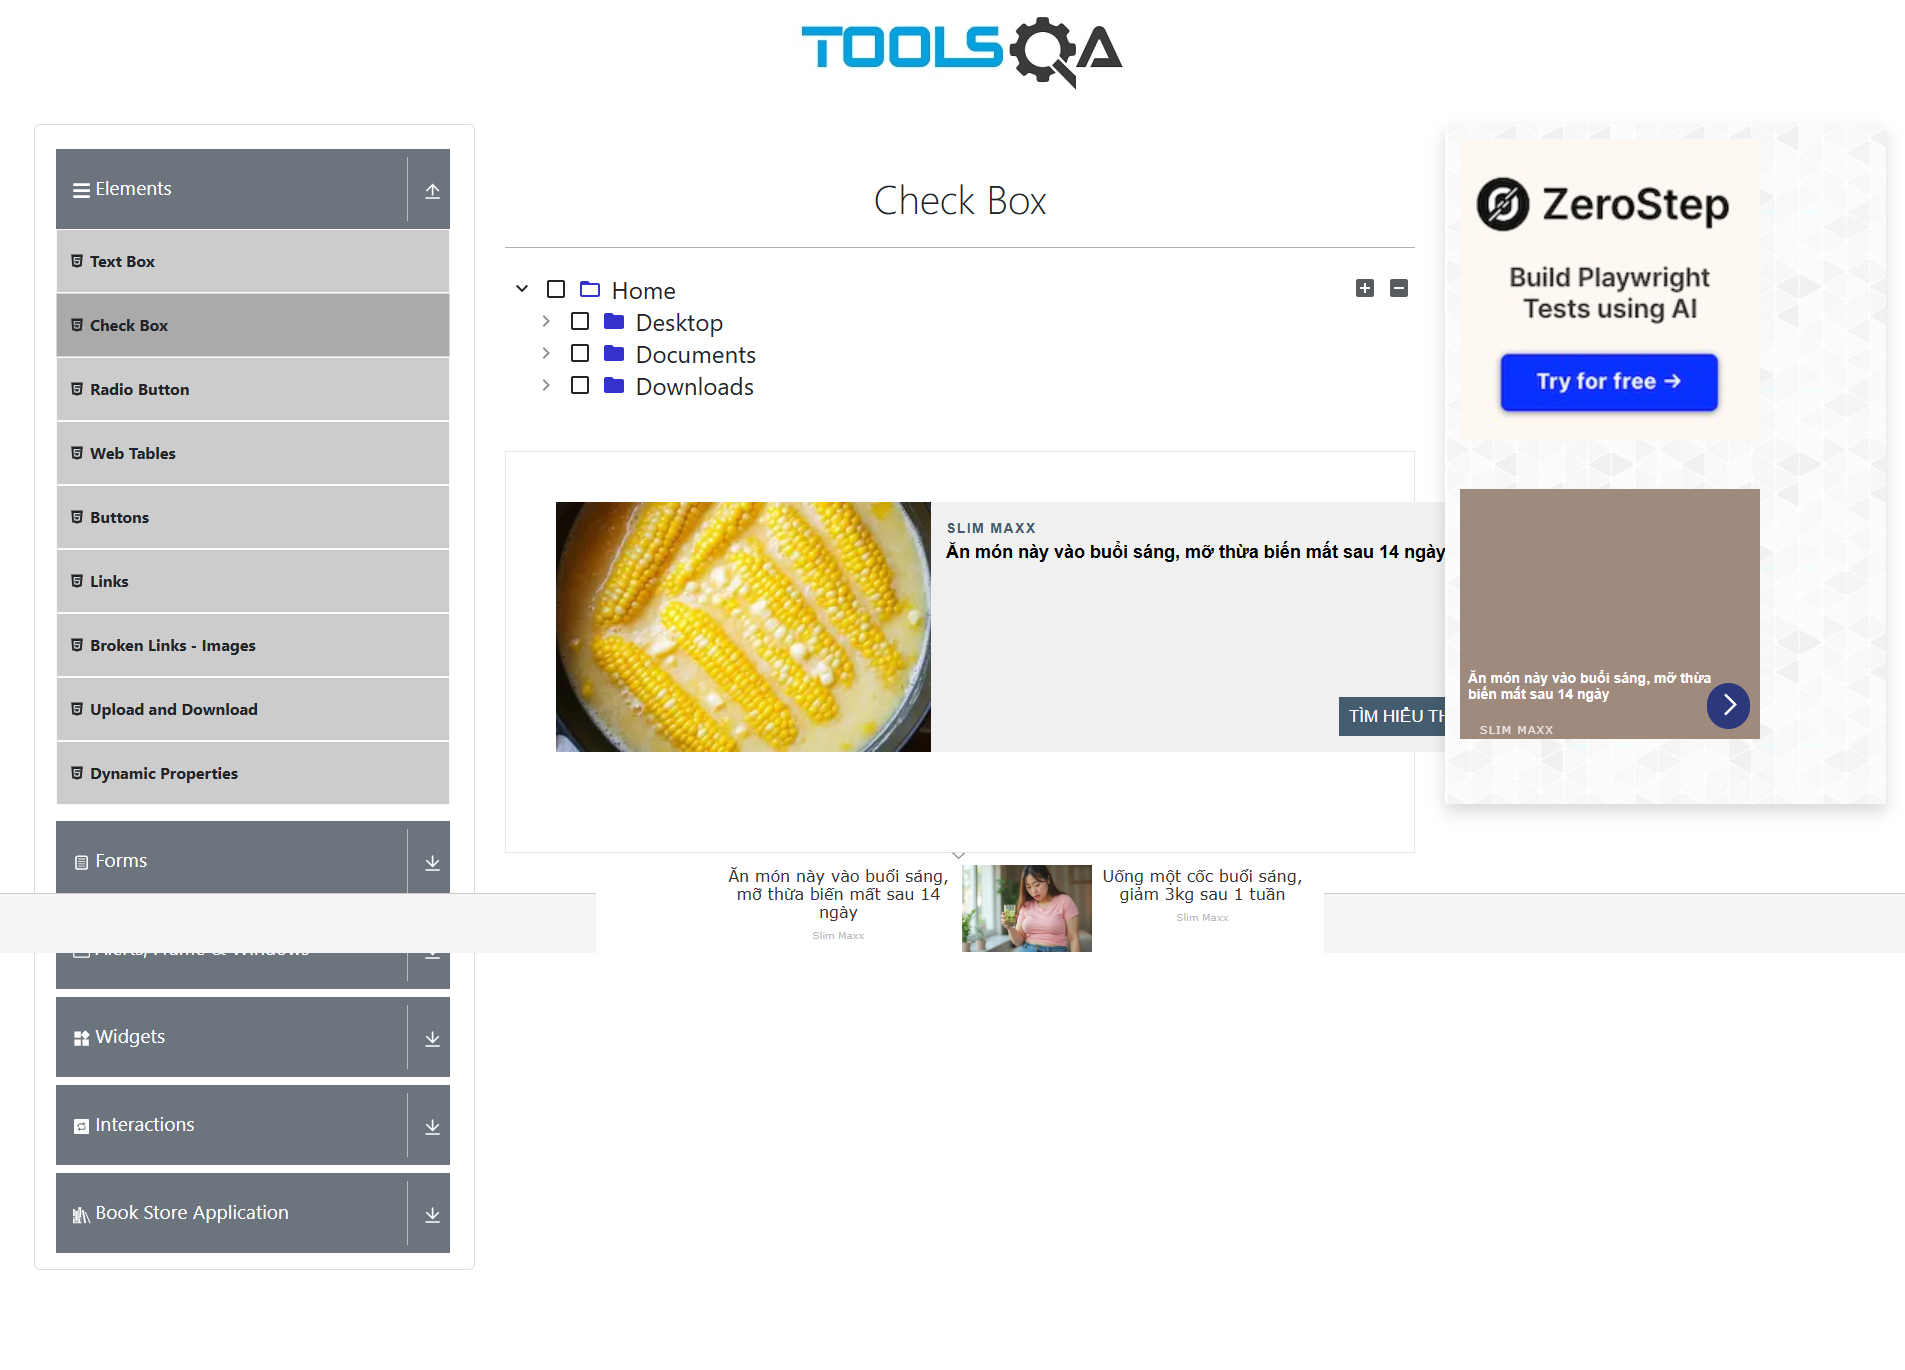 TOOLSQA
Elements
Text Box
Check Box
Radio Button
Web Tables
Buttons
Links
Broken Links - Images
Upload and Download
Dynamic Properties
Forms
Alerts, Frame & Windows
Widgets
Interactions
Book Store Application
Check Box
Home
Desktop
Documents
Downloads
SLIM MAXX
Ăn món này vào buổi sáng, mỡ thừa biến mất sau 14 ngày
TÌM HIỂU TH
Ăn món này vào buổi sáng,
mỡ thừa biến mất sau 14
ngày
Slim Maxx
Uống một cốc buổi sáng,
giảm 3kg sau 1 tuần
Slim Maxx
ZeroStep
Build Playwright
Tests using AI
Try for free →
Ăn món này vào buổi sáng, mỡ thừa
biến mất sau 14 ngày
SLIM MAXX